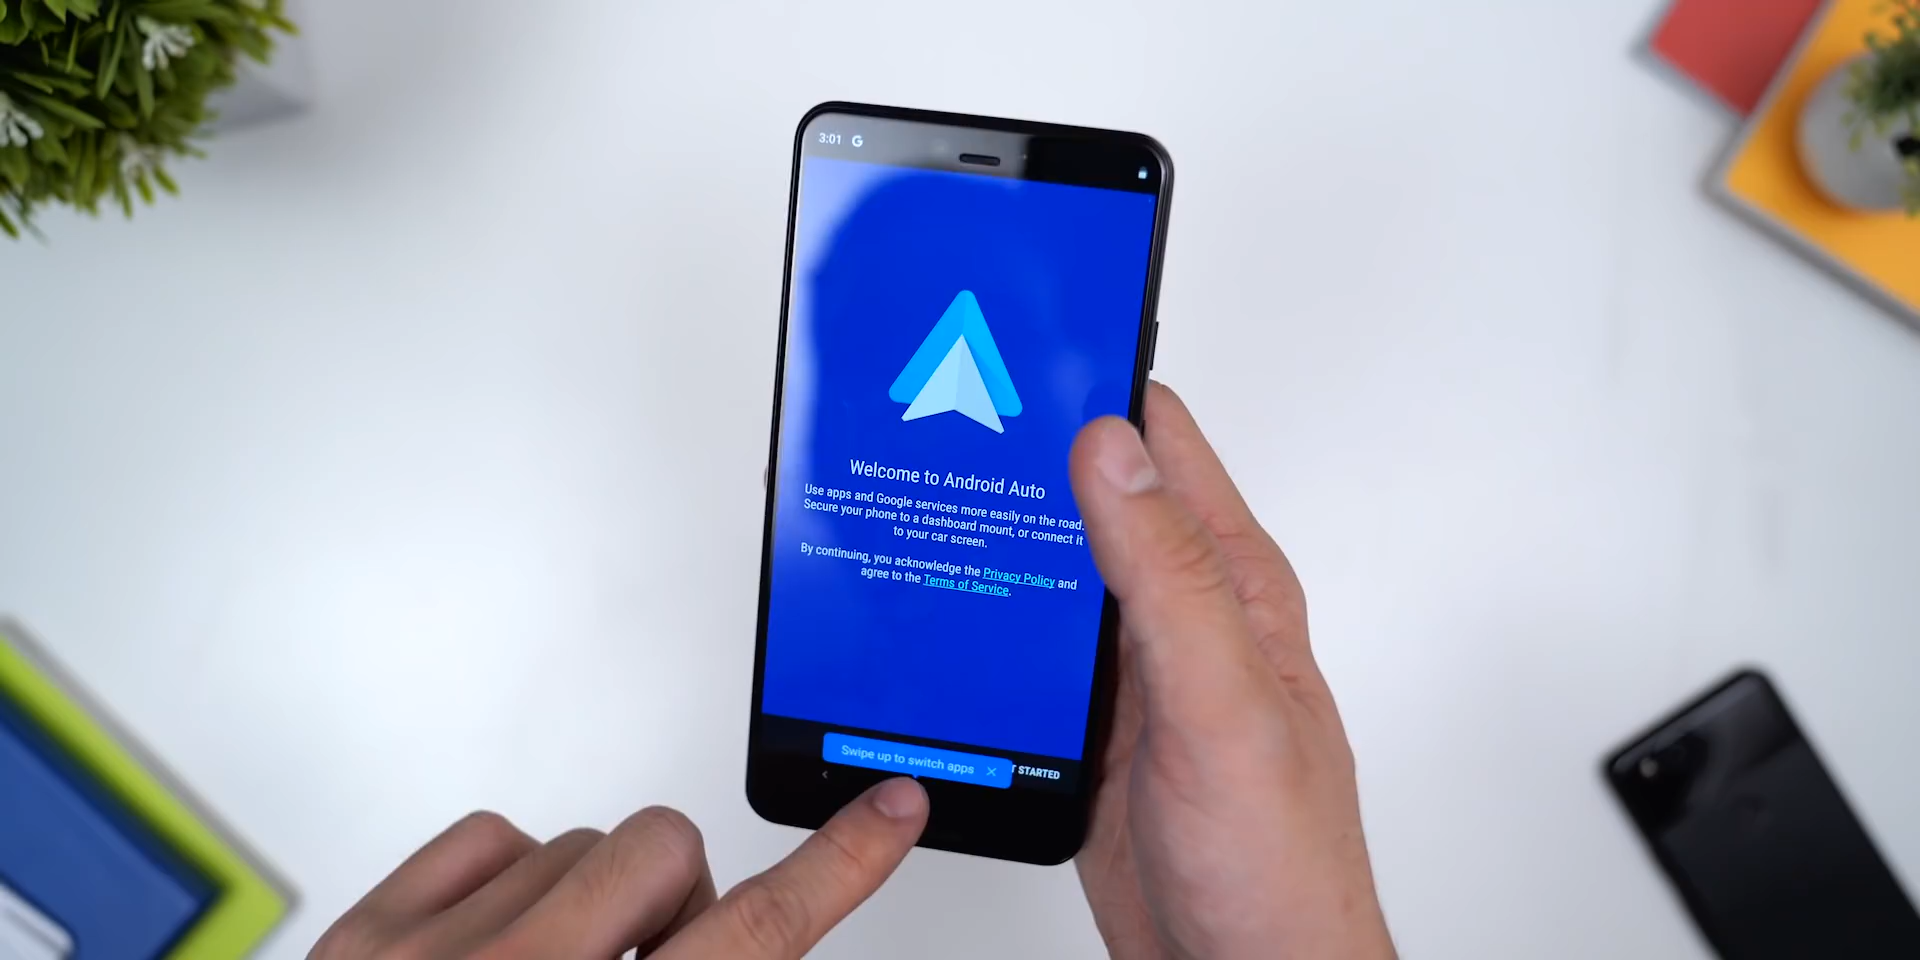 3:01 G
Welcome to Android Auto
Use apps and Google services more easily on the road.
Secure your phone to a dashboard mount, or connect it
to your car screen.
By continuing, you acknowledge the Privacy Policy and
agree to the Terms of Service.
Swipe up to switch apps
T STARTED